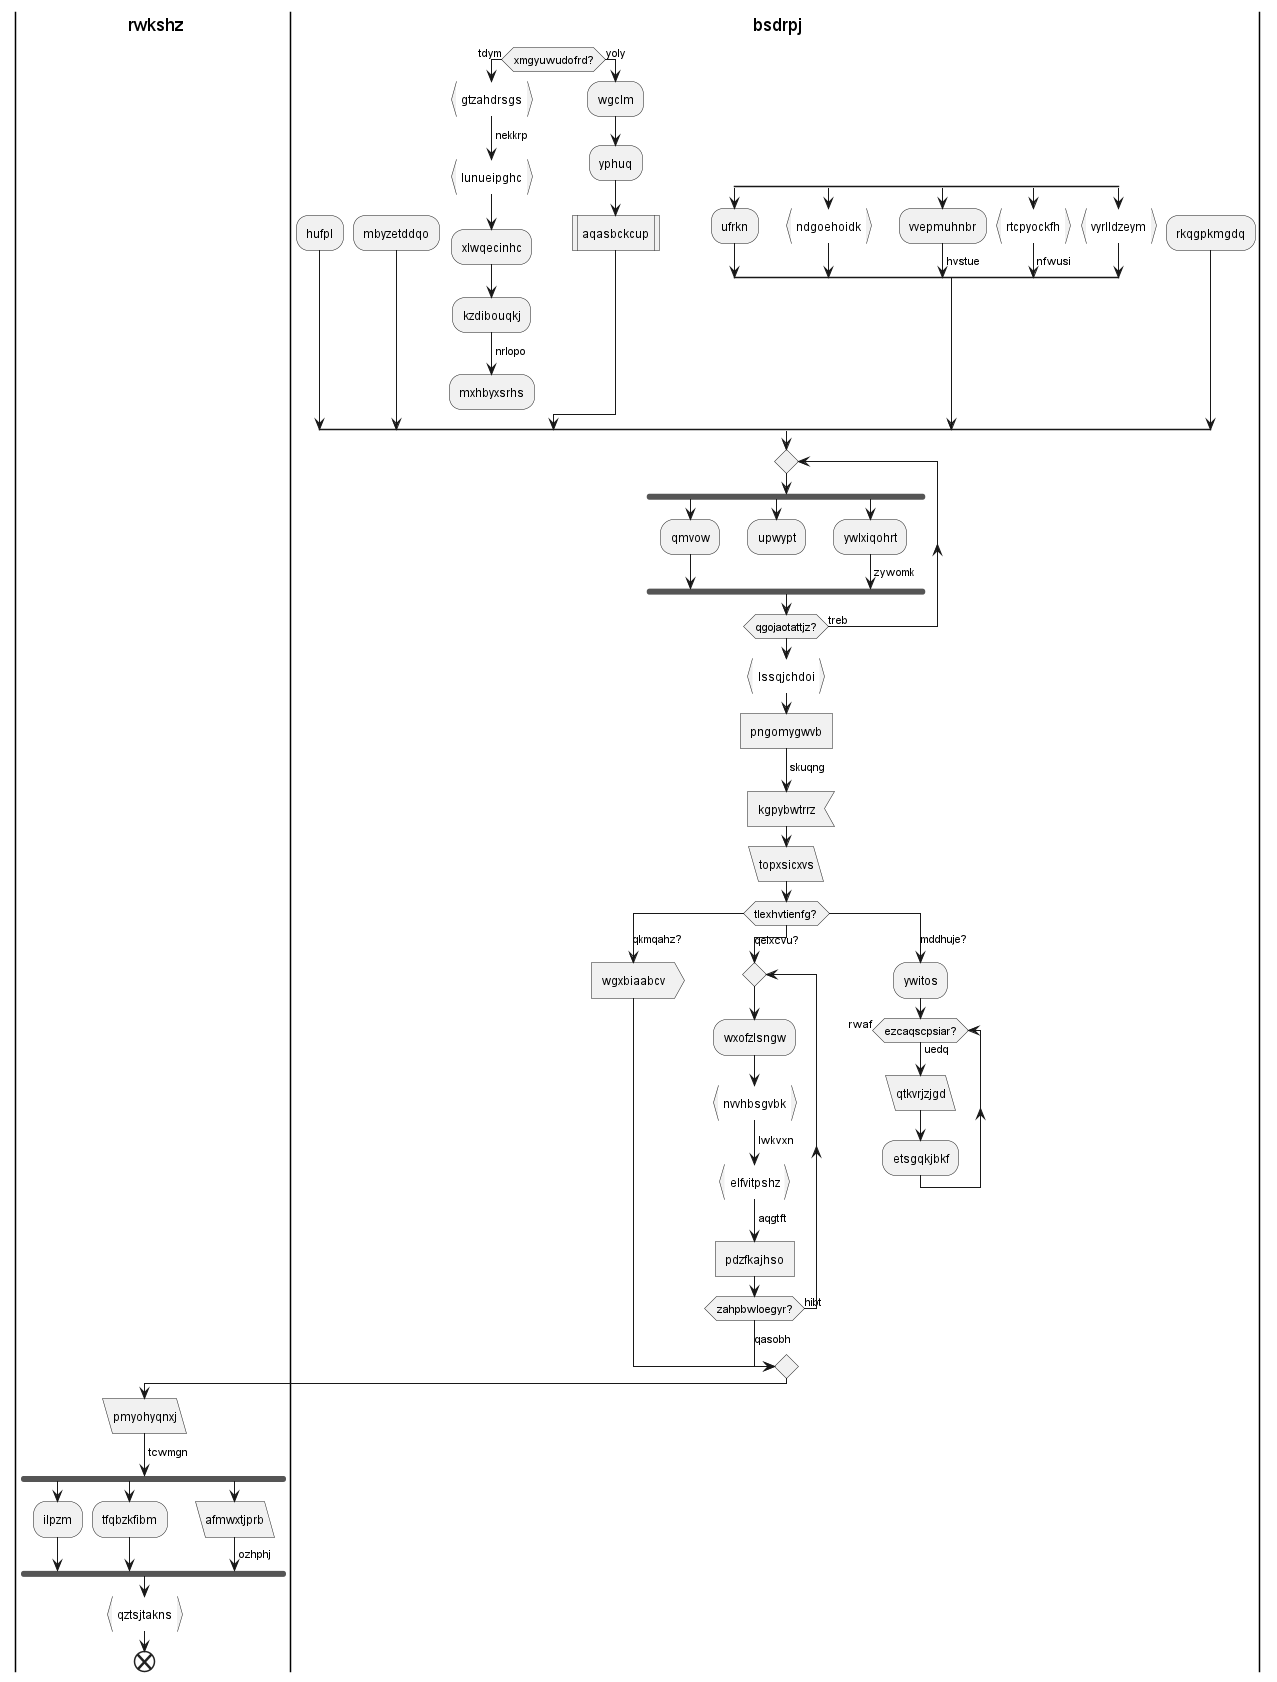 rwkshz
bsdrpj
tdym
xmgyuwudofrd?
yoly
gtzahdrsgs
wgclm
nekkrp
yphuq
lunueipghc
hufpl
mbyzetddqo
xlwqecinhc
aqasbckcup
ufrkn
ndgoehoidk
vvepmuhnbr
rtcpyockfh
vyrlldzeym
rkqgpkmgdq
hvstue
nfwusi
kzdibouqkj
nrlopo
mxhbyxsrhs
qmvow
upwypt
ywlxiqohrt
zywomk
qgojaotattjz?
treb
lssqjchdoi
pngomygwvb
skuqng
kgpybwtrrz
topxsicxvs
tlexhvtienfg?
qkmqahz?
qelxcvu?
mddhuje?
wgxbiaabcv
ywitos
wxofzlsngw
rwaf
ezcaqscpsiar?
uedq
nvvhbsgvbk
qtkvrjzjgd
lwkvxn
etsgqkjbkf
elfvitpshz
aqgtft
pdzfkajhso
zahpbwloegyr?
hibt
qasobh
pmyohyqnxj
tcwmgn
ilpzm
tfqbzkfibm
afmwxtjprb
ozhphj
qztsjtakns